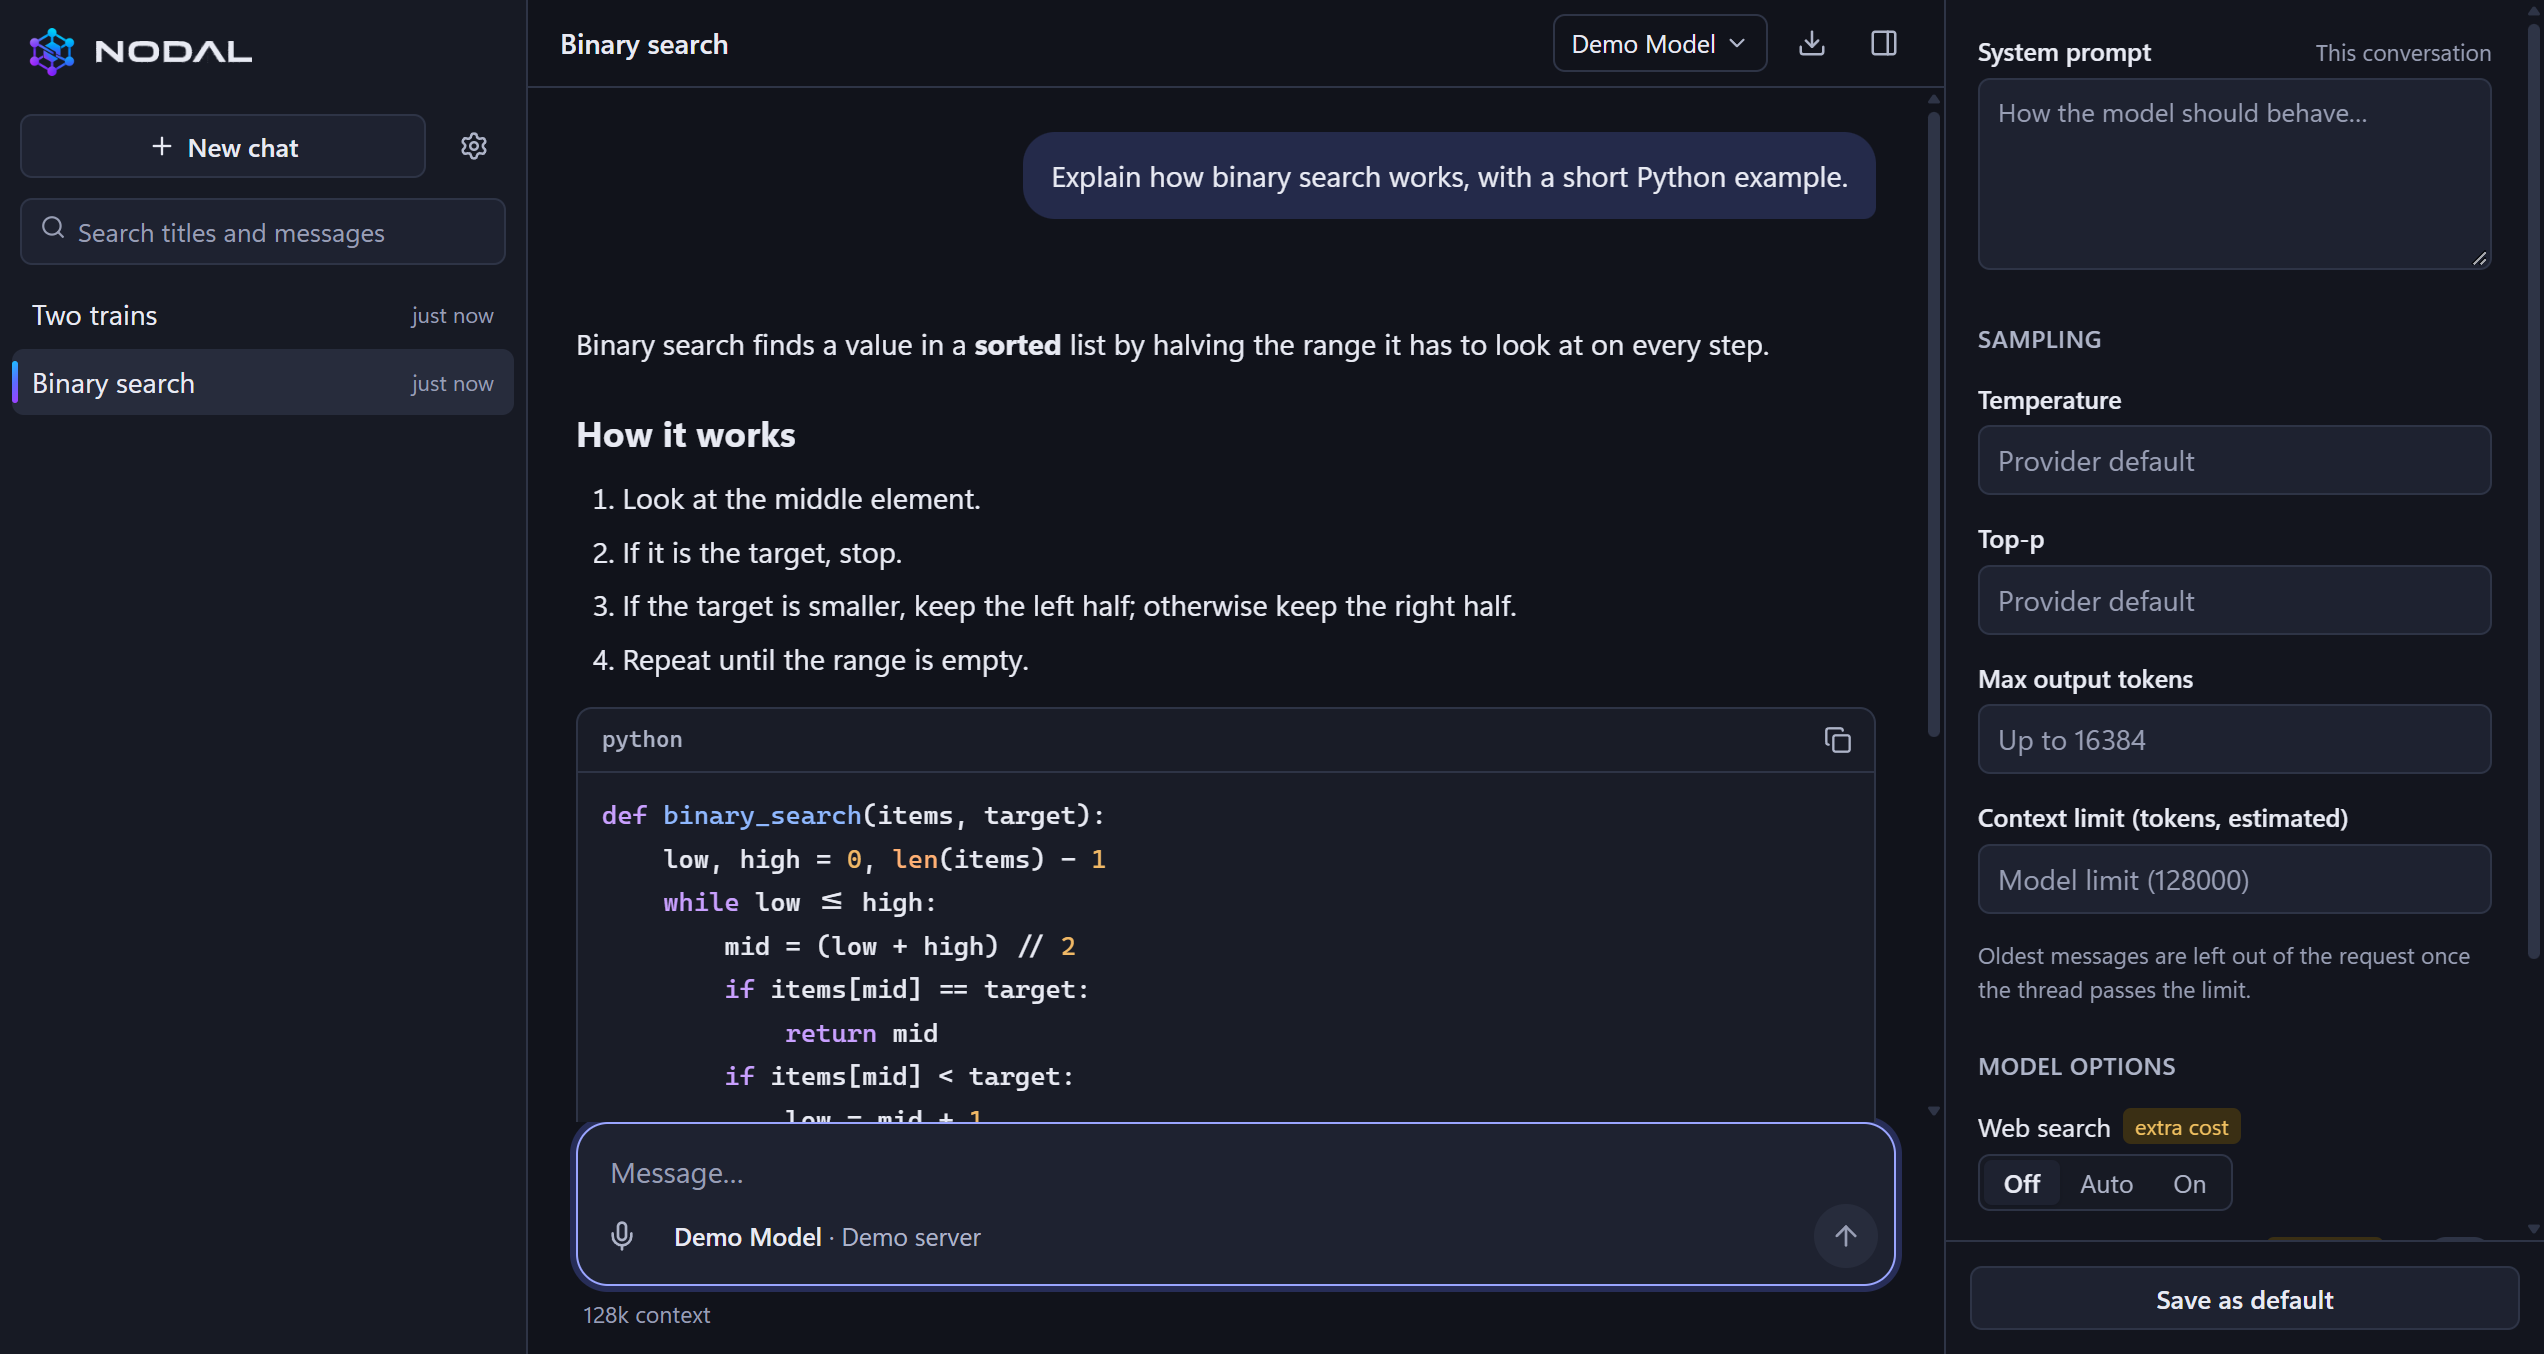 NODAL
New chat
Search titles and messages
Two trains just now
Binary search just now
Binary search
Demo Model
Explain how binary search works, with a short Python example.
Binary search finds a value in a sorted list by halving the range it has to look at on every step.
How it works
1. Look at the middle element.
2. If it is the target, stop.
3. If the target is smaller, keep the left half; otherwise keep the right half.
4. Repeat until the range is empty.
python
def binary_search(items, target):
    low, high = 0, len(items) - 1
    while low ≤ high:
        mid = (low + high) // 2
        if items[mid] == target:
            return mid
        if items[mid] < target:
            low = mid + 1
Message...
Demo Model · Demo server
128k context
System prompt This conversation
How the model should behave...
SAMPLING
Temperature
Provider default
Top-p
Provider default
Max output tokens
Up to 16384
Context limit (tokens, estimated)
Model limit (128000)
Oldest messages are left out of the request once
the thread passes the limit.
MODEL OPTIONS
Web search extra cost
Off Auto On
Save as default